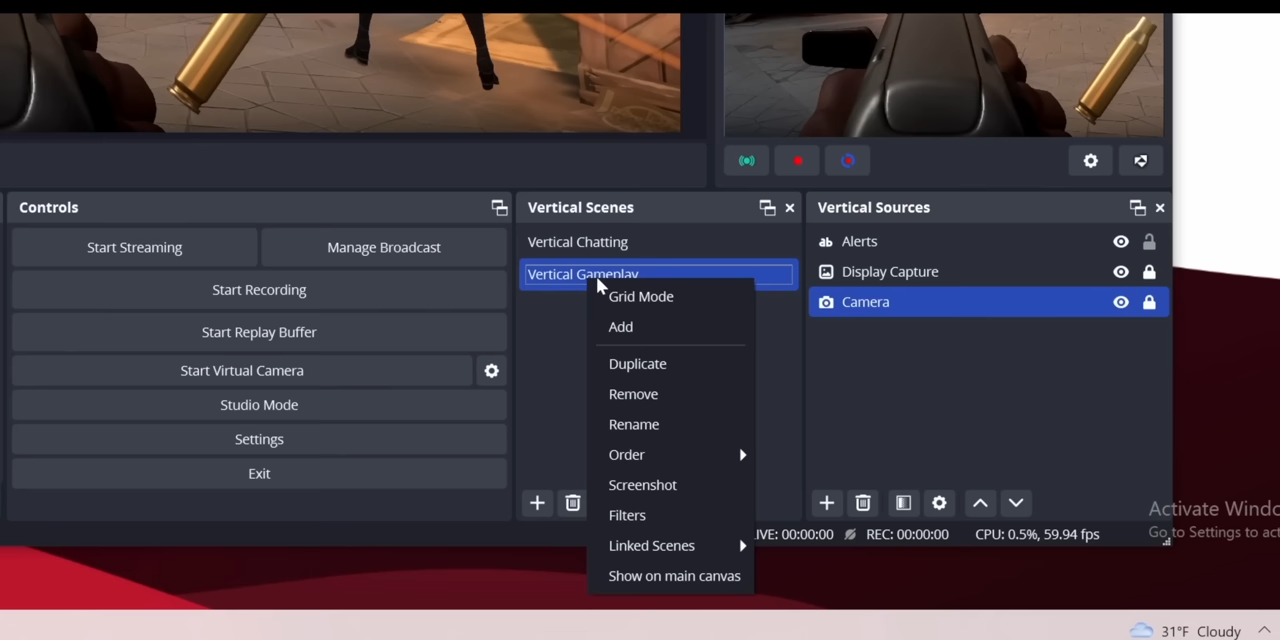 Controls
Start Streaming
Manage Broadcast
Start Recording
Start Replay Buffer
Start Virtual Camera
Studio Mode
Settings
Exit
Vertical Scenes
Vertical Chatting
Vertical Gameplay
Grid Mode
Add
Duplicate
Remove
Rename
Order
Screenshot
Filters
Linked Scenes
Show on main canvas
Vertical Sources
ab Alerts
Display Capture
Camera
LIVE: 00:00:00 REC: 00:00:00 CPU: 0.5%, 59.94 fps
Activate Windo
Go to Settings to act
31°F Cloudy